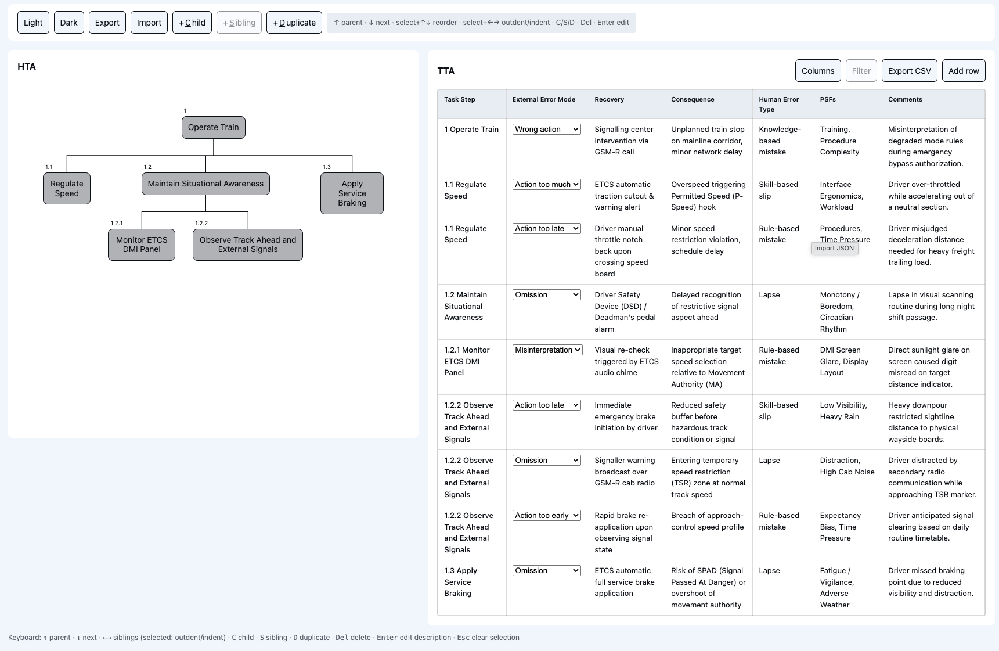 Light Dark Export Import +Child +Sibling +Duplicate ↑ parent · ↓ next · select+↑↓ reorder · select+←→ outdent/indent · C/S/D · Del · Enter edit
HTA
1
Operate Train
1.1
1.2
1.3
Regulate
Speed
Maintain Situational Awareness
Apply
Service
Braking
1.2.1
1.2.2
Monitor ETCS
DMI Panel
Observe Track Ahead and
External Signals
TTA
Columns Filter Export CSV Add row
Task Step
External Error Mode
Recovery
Consequence
Human Error
Type
PSFs
Comments
1 Operate Train
Wrong action
Signalling center
intervention via
GSM-R call
Unplanned train stop
on mainline corridor,
minor network delay
Knowledge-
based
mistake
Training,
Procedure
Complexity
Misinterpretation of
degraded mode rules
during emergency
bypass authorization.
1.1 Regulate
Speed
Action too much
ETCS automatic
traction cutout &
warning alert
Overspeed triggering
Permitted Speed (P-
Speed) hook
Skill-based
slip
Interface
Ergonomics,
Workload
Driver over-throttled
while accelerating out of
a neutral section.
1.1 Regulate
Speed
Action too late
Driver manual
throttle notch
back upon
crossing speed
board
Minor speed
restriction violation,
schedule delay
Rule-based
mistake
Procedures,
Time Pressure
Import JSON
Driver misjudged
deceleration distance
needed for heavy freight
trailing load.
1.2 Maintain
Situational
Awareness
Omission
Driver Safety
Device (DSD) /
Deadman's pedal
alarm
Delayed recognition
of restrictive signal
aspect ahead
Lapse
Monotony /
Boredom,
Circadian
Rhythm
Lapse in visual scanning
routine during long night
shift passage.
1.2.1 Monitor
ETCS DMI
Panel
Misinterpretation
Visual re-check
triggered by ETCS
audio chime
Inappropriate target
speed selection
relative to Movement
Authority (MA)
Rule-based
mistake
DMI Screen
Glare, Display
Layout
Direct sunlight glare on
screen caused digit
misread on target
distance indicator.
1.2.2 Observe
Track Ahead
and External
Signals
Action too late
Immediate
emergency brake
initiation by driver
Reduced safety
buffer before
hazardous track
condition or signal
Skill-based
slip
Low Visibility,
Heavy Rain
Heavy downpour
restricted sightline
distance to physical
wayside boards.
1.2.2 Observe
Track Ahead
and External
Signals
Omission
Signaller warning
broadcast over
GSM-R cab radio
Entering temporary
speed restriction
(TSR) zone at normal
track speed
Lapse
Distraction,
High Cab Noise
Driver distracted by
secondary radio
communication while
approaching TSR marker.
1.2.2 Observe
Track Ahead
and External
Signals
Action too early
Rapid brake re-
application upon
observing signal
state
Breach of approach-
control speed profile
Rule-based
mistake
Expectancy
Bias, Time
Pressure
Driver anticipated signal
clearing based on daily
routine timetable.
1.3 Apply
Service
Braking
Omission
ETCS automatic
full service brake
application
Risk of SPAD (Signal
Passed At Danger) or
overshoot of
movement authority
Lapse
Fatigue /
Vigilance,
Adverse
Weather
Driver missed braking
point due to reduced
visibility and distraction.
Keyboard: ↑ parent · ↓ next · ←→ siblings (selected: outdent/indent) · C child · S sibling · D duplicate · Del delete · Enter edit description · Esc clear selection